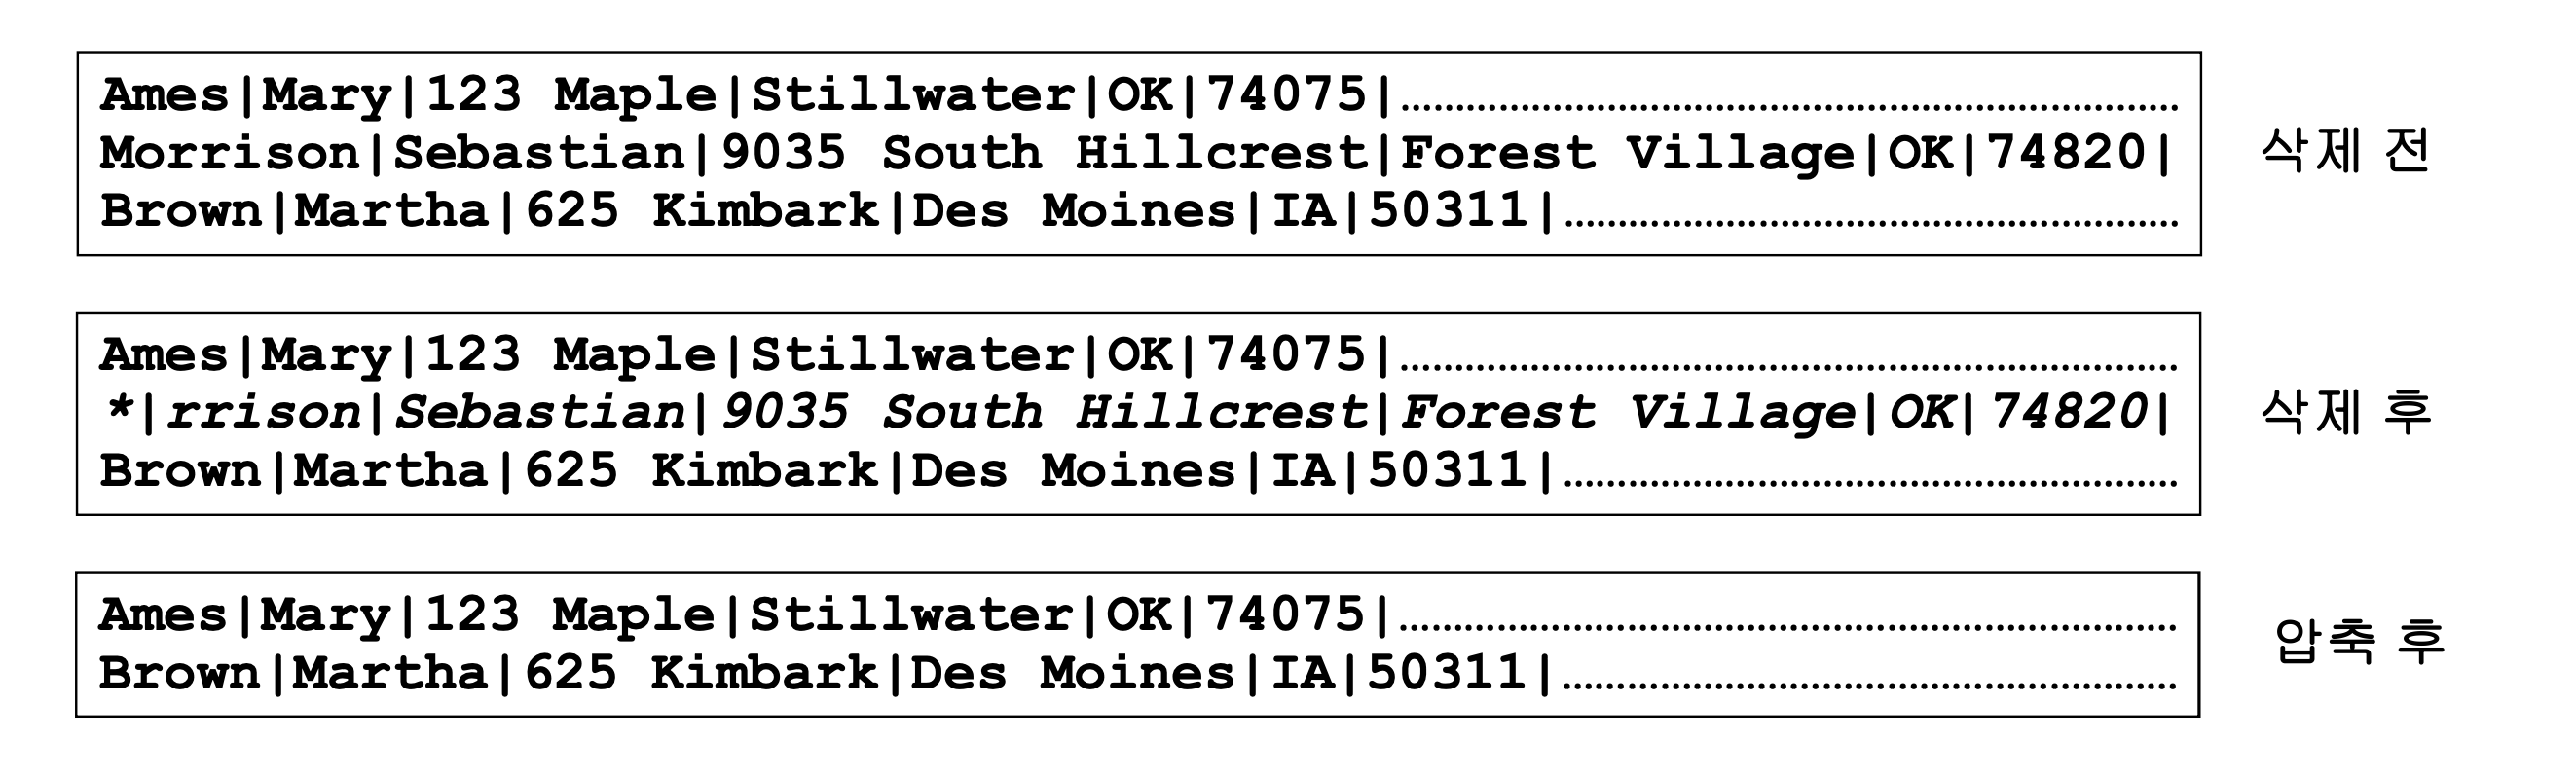 Ames|Mary|123 Maple|Stillwater|OK|74075|........................................................................
Morrison|Sebastian|9035 South Hillcrest|Forest Village|OK|74820|
삭제 전
Brown|Martha|625 Kimbark|Des Moines|IA|50311|.........................................................
Ames|Mary|123 Maple|Stillwater|OK|74075|........................................................................
*|rrison|Sebastian|9035 South Hillcrest|Forest Village|OK|74820|
삭제 후
Brown|Martha|625 Kimbark|Des Moines|IA|50311|.........................................................
Ames|Mary|123 Maple|Stillwater|OK|74075|........................................................................
압축 후
Brown|Martha|625 Kimbark|Des Moines|IA|50311|.........................................................